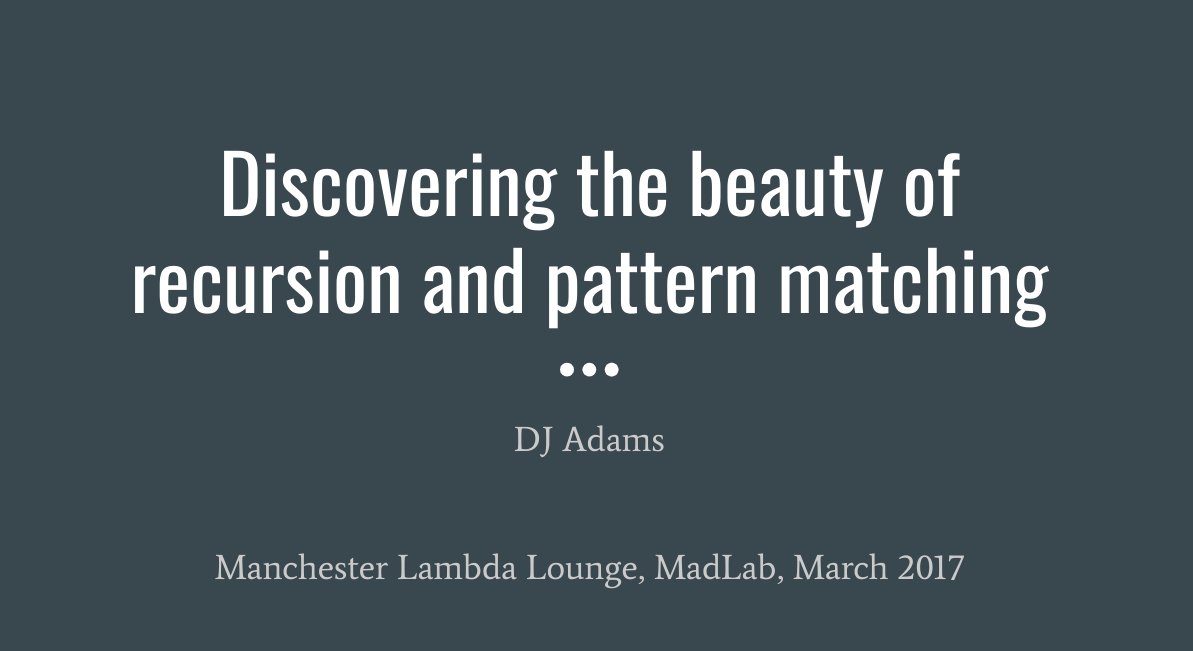 Discovering the beauty of
recursion and pattern matching
DJ Adams
Manchester Lambda Lounge, MadLab, March 2017